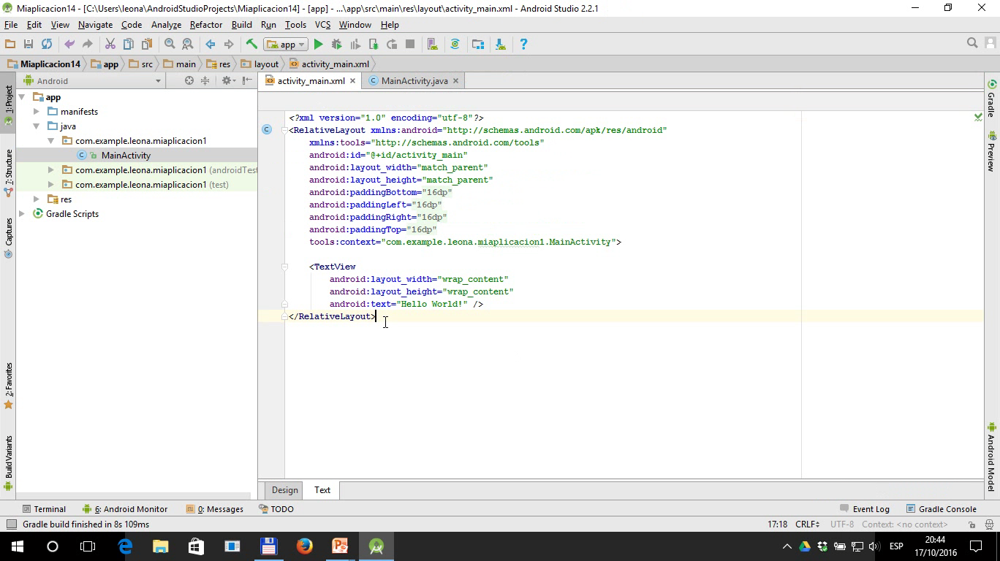 Miaplicacion14 - [C:\Users\leona\AndroidStudioProjects\Miaplicacion14] - [app] - ...\app\src\main\res\layout\activity_main.xml - Android Studio 2.2.1
File Edit View Navigate Code Analyze Refactor Build Run Tools VCS Window Help
app
Miaplicacion14 app src main res layout activity_main.xml
Android
activity_main.xml MainActivity.java
1: Project
7: Structure
Captures
2: Favorites
Build Variants
app
manifests
java
com.example.leona.miaplicacion1
MainActivity
com.example.leona.miaplicacion1 (androidTest
com.example.leona.miaplicacion1 (test)
res
Gradle Scripts
<?xml version="1.0" encoding="utf-8"?>
<RelativeLayout xmlns:android="http://schemas.android.com/apk/res/android"
xmlns:tools="http://schemas.android.com/tools"
android:id="@+id/activity_main"
android:layout_width="match_parent"
android:layout_height="match_parent"
android:paddingBottom="16dp"
android:paddingLeft="16dp"
android:paddingRight="16dp"
android:paddingTop="16dp"
tools:context="com.example.leona.miaplicacion1.MainActivity">
<TextView
android:layout_width="wrap_content"
android:layout_height="wrap_content"
android:text="Hello World!" />
</RelativeLayout>
Gradle
Preview
Android Model
Design Text
Terminal 6: Android Monitor 0: Messages TODO Event Log Gradle Console
Gradle build finished in 8s 109ms 17:18 CRLF UTF-8 Context: <no context>
ESP
20:44
17/10/2016